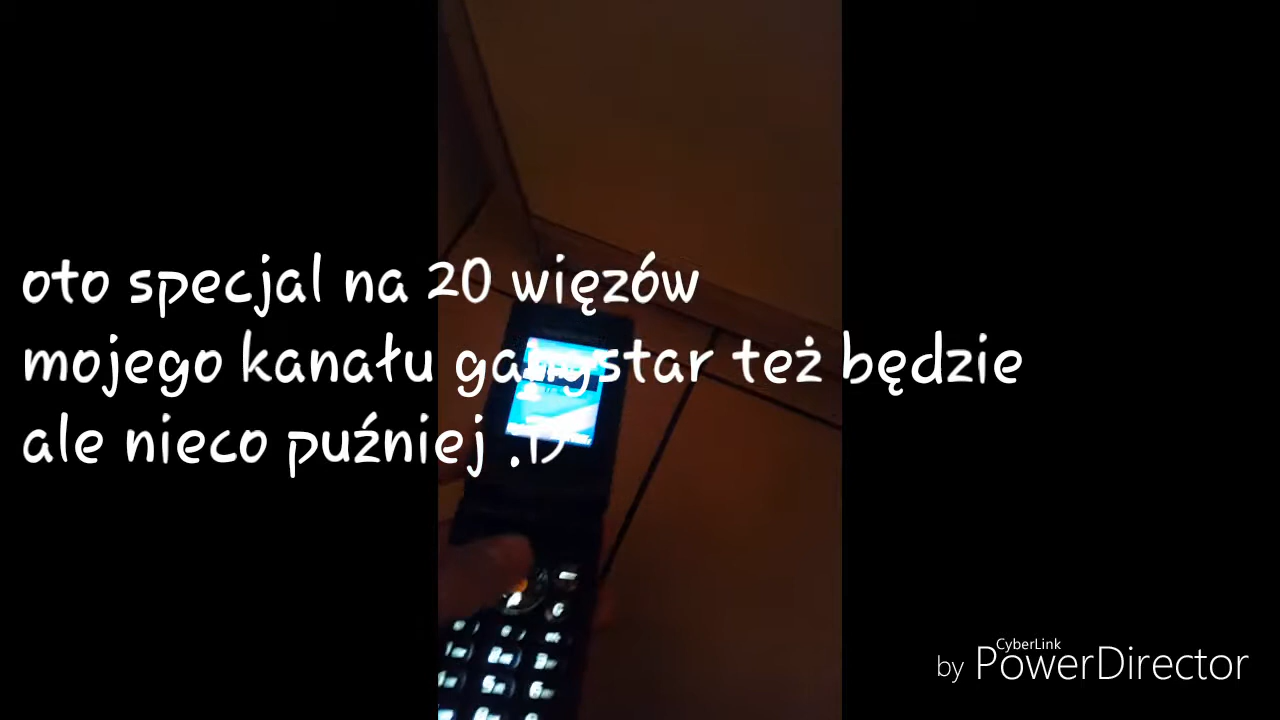 oto specjal na 20 więzów
mojego kanału gangstar też będzie
ale nieco puźniej .D
CyberLink
by PowerDirector